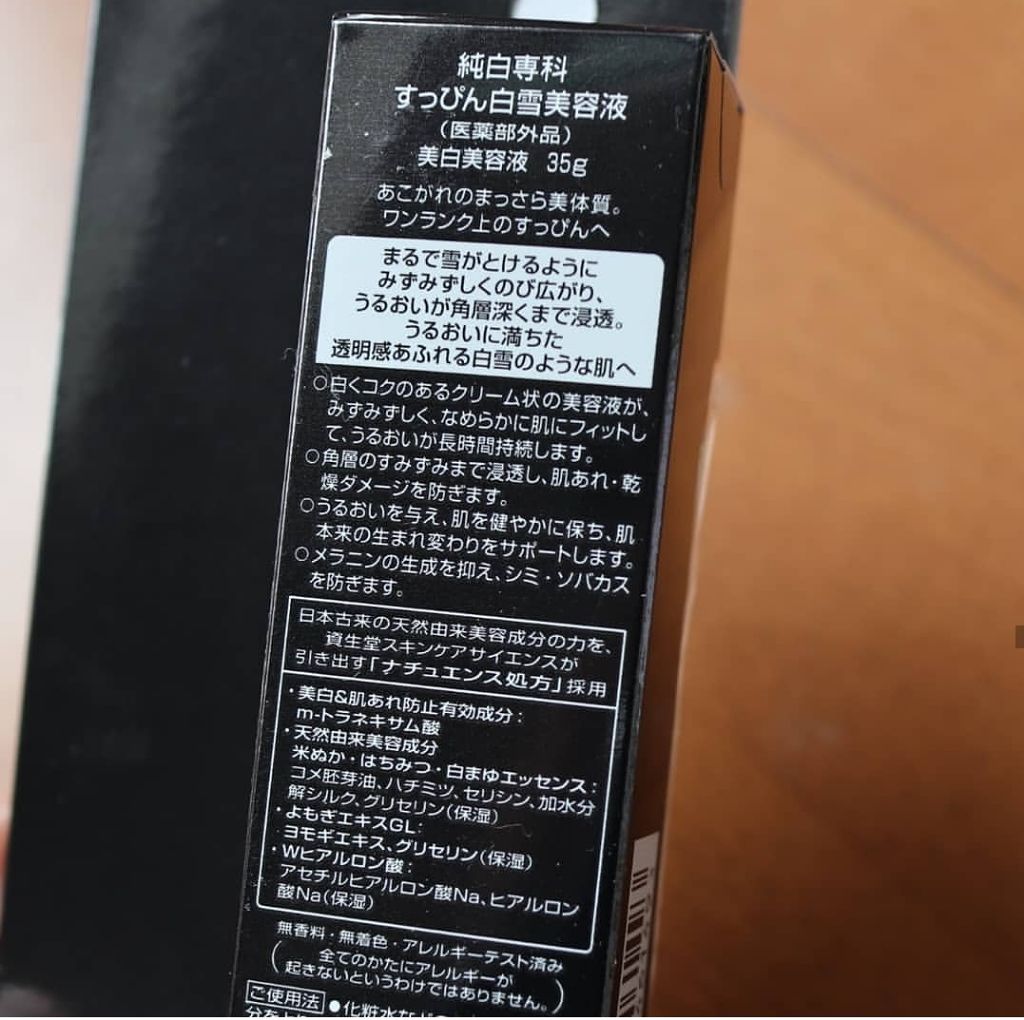 純白専科
すっぴん白雪美容液
(医薬部外品)
美白美容液 35g
あこがれのまっさら美体質。
ワンランク上のすっぴんへ
まるで雪がとけるように
みずみずしくのび広がり、
うるおいが角層深くまで浸透。
うるおいに満ちた
透明感あふれる白雪のような肌へ
○白くコクのあるクリーム状の美容液が、
みずみずしく、なめらかに肌にフィットし
て、うるおいが長時間持続します。
○角層のすみずみまで浸透し、肌あれ・乾
燥ダメージを防ぎます。
○うるおいを与え、肌を健やかに保ち、肌
本来の生まれ変わりをサポートします。
○メラニンの生成を抑え、シミ・ソバカス
を防ぎます。
日本古来の天然由来美容成分の力を、
資生堂スキンケアサイエンスが
引き出す「ナチュエンス処方」採用
・美白&肌あれ防止有効成分:
m-トラネキサム酸
・天然由来美容成分
米ぬか・はちみつ・白まゆエッセンス:
コメ胚芽油、ハチミツ、セリシン、加水分
解シルク、グリセリン(保湿)
・よもぎエキスGL:
ヨモギエキス、グリセリン(保湿)
・Wヒアルロン酸:
アセチルヒアルロン酸Na、ヒアルロン
酸Na(保湿)
無香料・無着色・アレルギーテスト済み
(全てのかたにアレルギーが
起きないというわけではありません。)
ご使用法 ●化粧水など